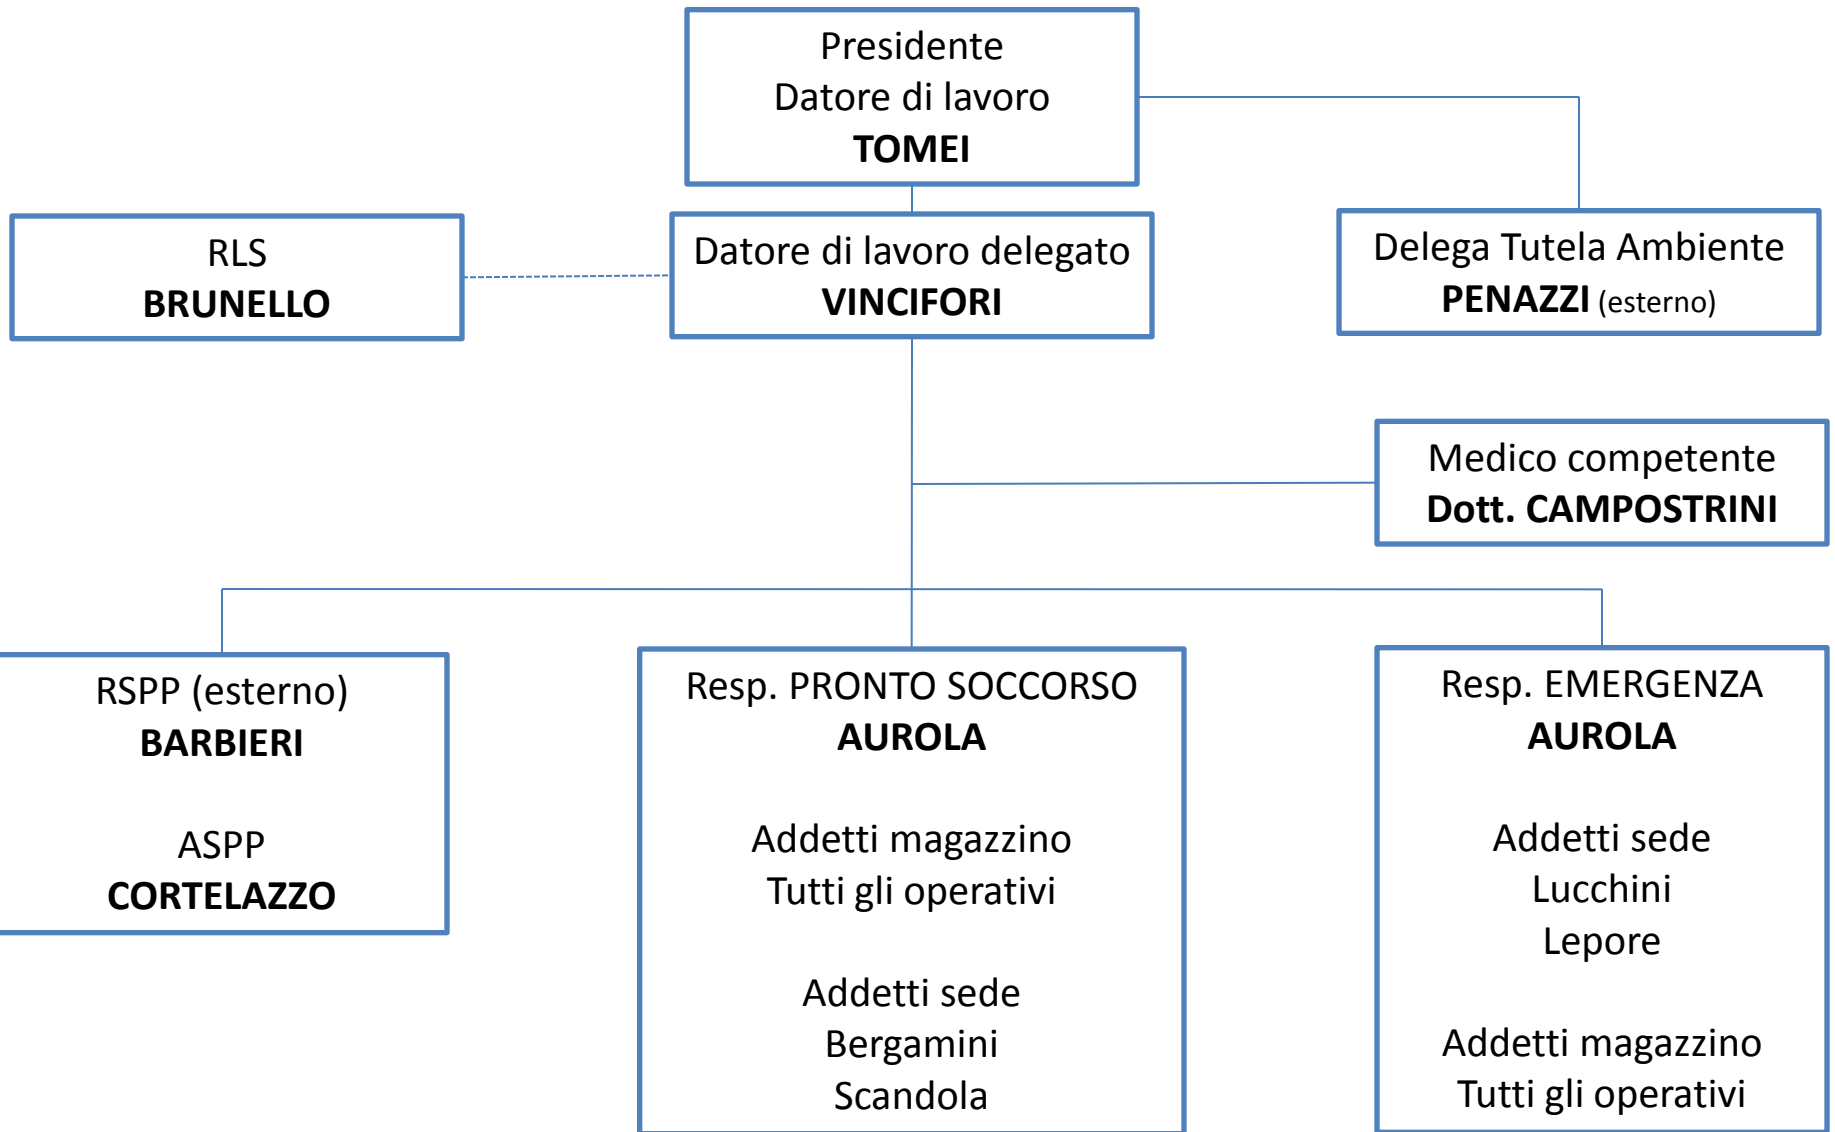 Presidente
Datore di lavoro
TOMEI
RLS
BRUNELLO
Datore di lavoro delegato
VINCIFORI
Delega Tutela Ambiente
PENAZZI (esterno)
Medico competente
Dott. CAMPOSTRINI
RSPP (esterno)
BARBIERI
ASPP
CORTELAZZO
Resp. PRONTO SOCCORSO
AUROLA
Addetti magazzino
Tutti gli operativi
Addetti sede
Bergamini
Scandola
Resp. EMERGENZA
AUROLA
Addetti sede
Lucchini
Lepore
Addetti magazzino
Tutti gli operativi